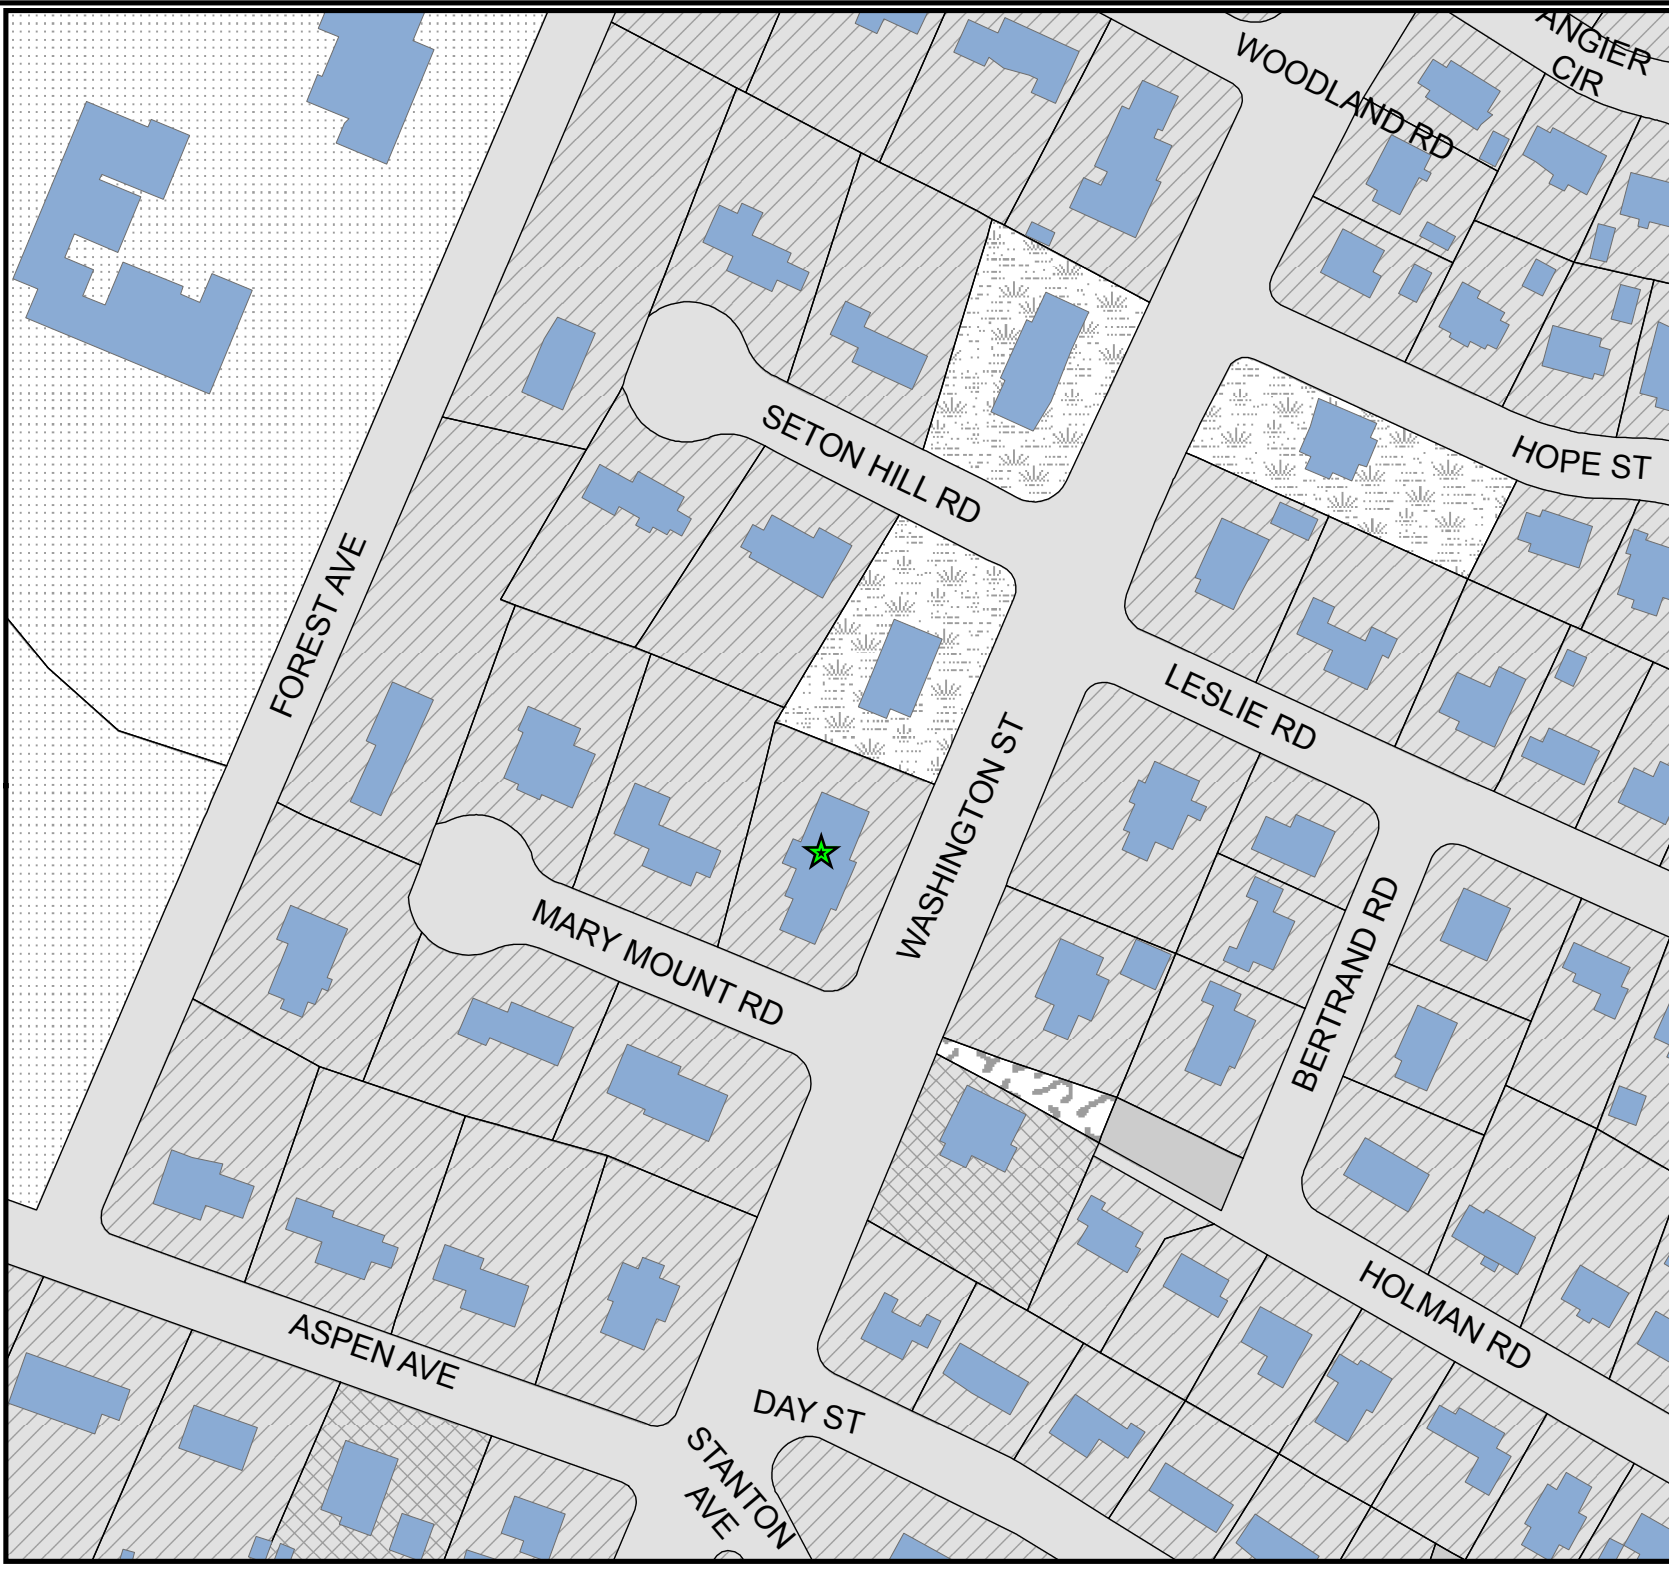 ANGIER
CIR
WOODLAND RD
SETON HILL RD
HOPE ST
FOREST AVE
LESLIE RD
WASHINGTON ST
MARY MOUNT RD
BERTRAND RD
HOLMAN RD
ASPEN AVE
DAY ST
STANTON
AVE